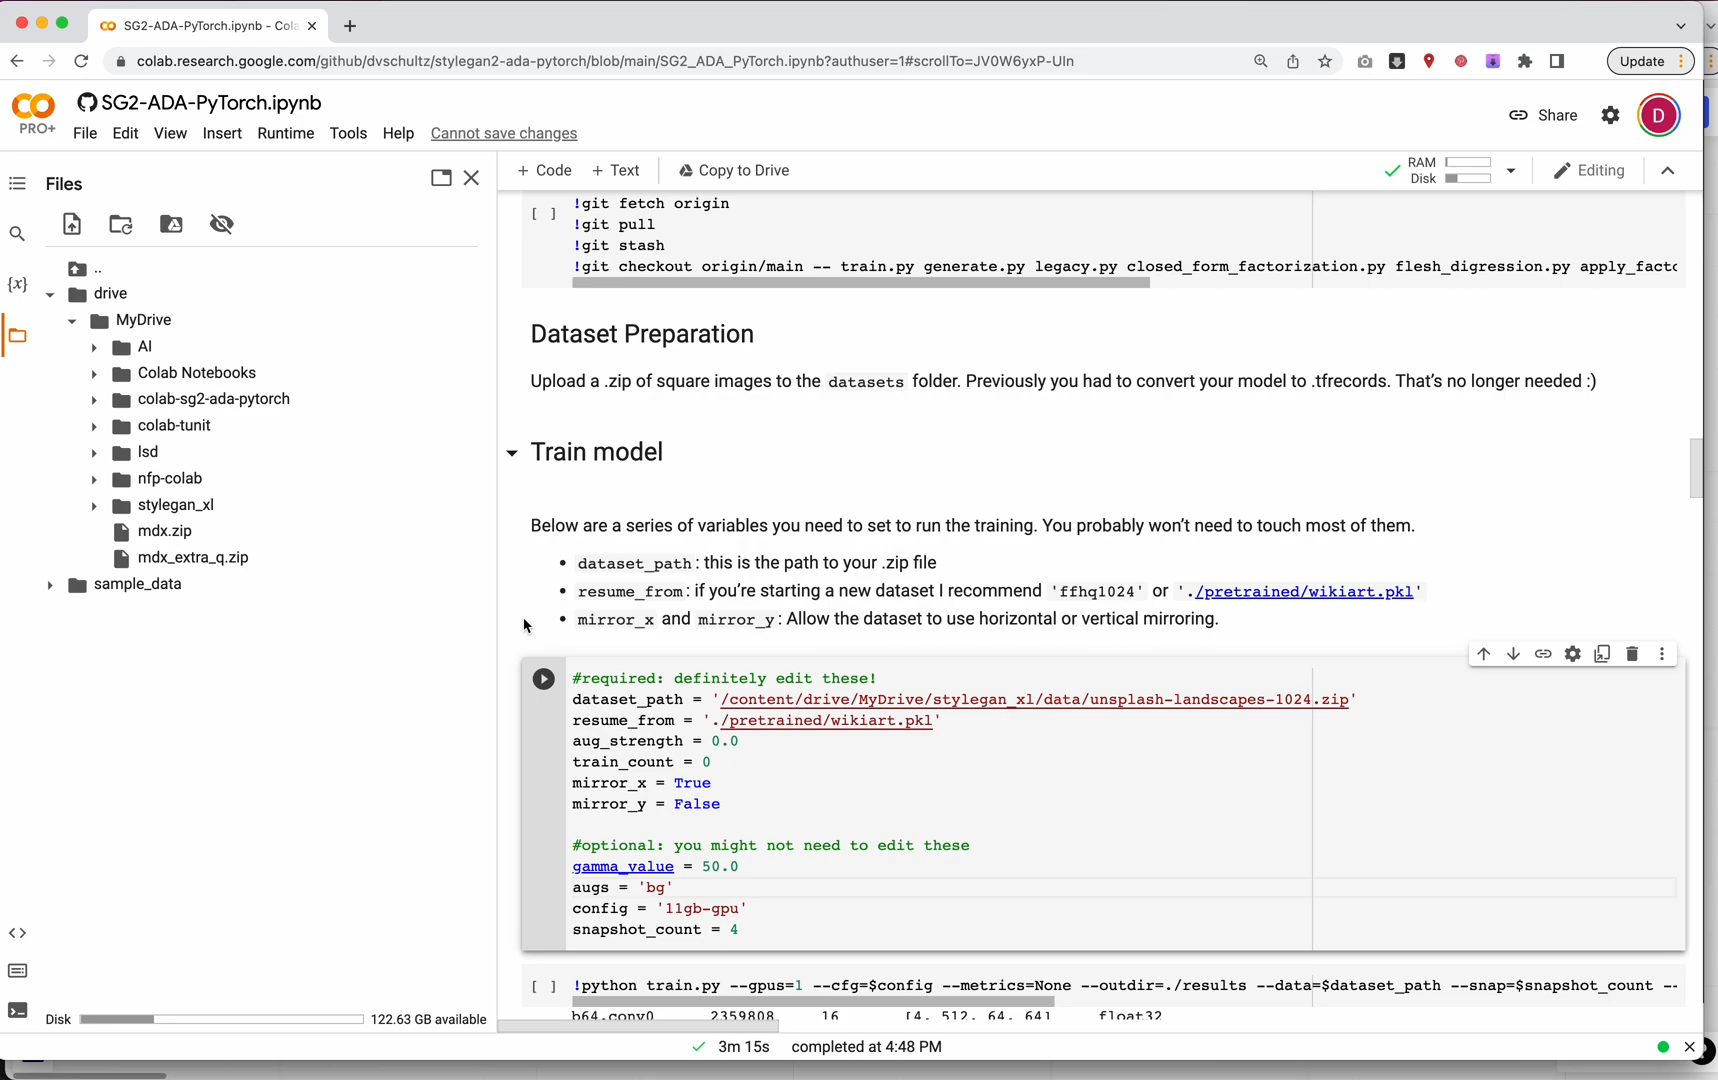 SG2-ADA-PyTorch.ipynb - Cola
colab.research.google.com/github/dvschultz/stylegan2-ada-pytorch/blob/main/SG2_ADA_PyTorch.ipynb?authuser=1#scrollTo=JV0W6yxP-UIn
Update
PRO+
SG2-ADA-PyTorch.ipynb
File Edit View Insert Runtime Tools Help Cannot save changes
Share
D
Files
+ Code + Text Copy to Drive
RAM
Disk
Editing
{x}
..
drive
MyDrive
AI
Colab Notebooks
colab-sg2-ada-pytorch
colab-tunit
lsd
nfp-colab
stylegan_xl
mdx.zip
mdx_extra_q.zip
sample_data
<>
Disk
122.63 GB available
[ ]
!git fetch origin
!git pull
!git stash
!git checkout origin/main -- train.py generate.py legacy.py closed_form_factorization.py flesh_digression.py apply_facto
Dataset Preparation
Upload a .zip of square images to the datasets folder. Previously you had to convert your model to .tfrecords. That's no longer needed :)
Train model
Below are a series of variables you need to set to run the training. You probably won't need to touch most of them.
• dataset_path: this is the path to your .zip file
• resume_from: if you're starting a new dataset I recommend 'ffhq1024' or './pretrained/wikiart.pkl'
• mirror_x and mirror_y: Allow the dataset to use horizontal or vertical mirroring.
#required: definitely edit these!
dataset_path = '/content/drive/MyDrive/stylegan_xl/data/unsplash-landscapes-1024.zip'
resume_from = './pretrained/wikiart.pkl'
aug_strength = 0.0
train_count = 0
mirror_x = True
mirror_y = False
#optional: you might not need to edit these
gamma_value = 50.0
augs = 'bg'
config = '11gb-gpu'
snapshot_count = 4
[ ] !python train.py --gpus=1 --cfg=$config --metrics=None --outdir=./results --data=$dataset_path --snap=$snapshot_count --
b64.conv0 2359808 16 [4, 512, 64, 64] float32
3m 15s completed at 4:48 PM